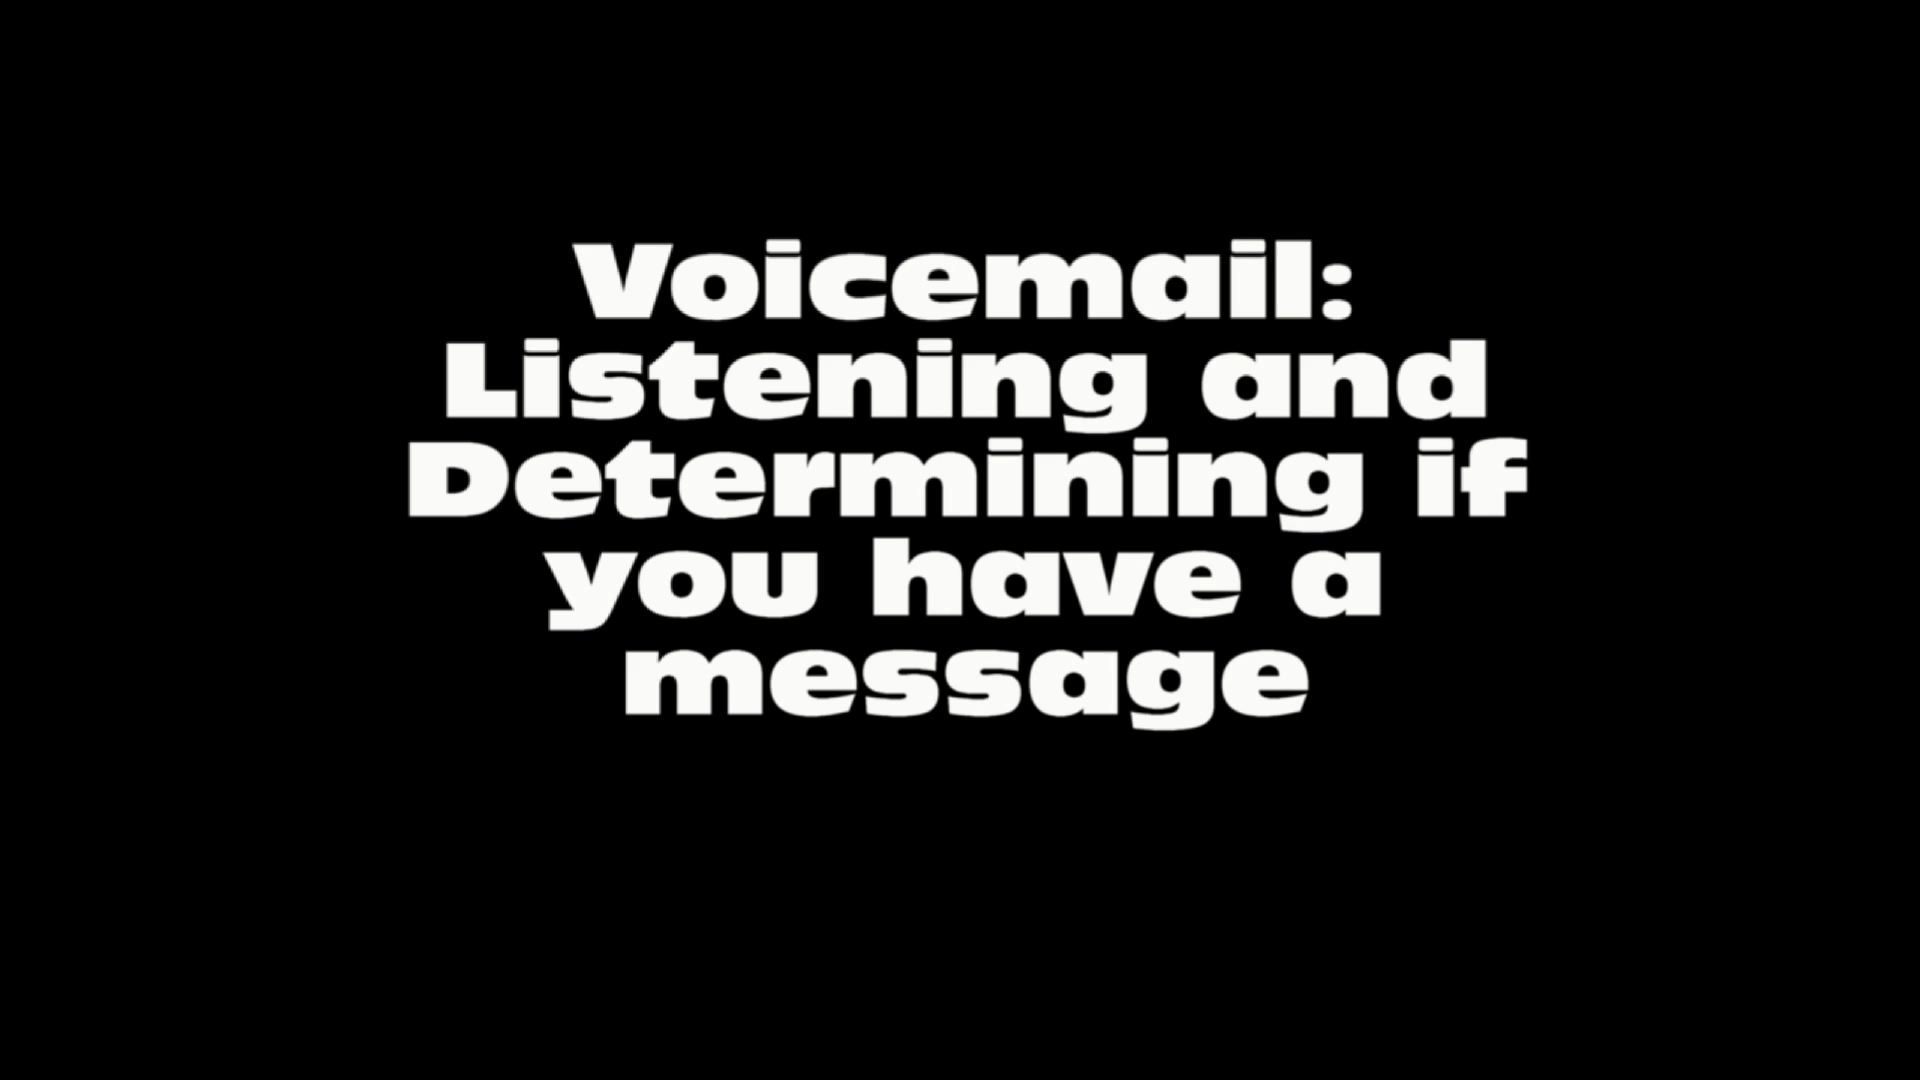 Voicemail:
Listening and
Determining if
you have a
message